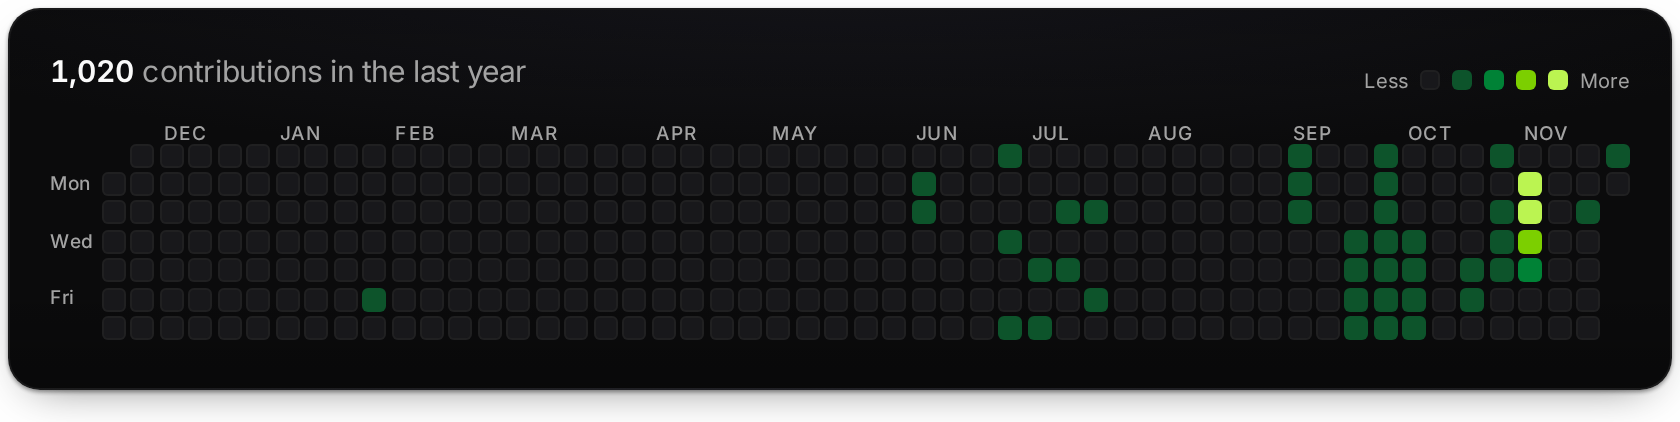 1,020 contributions in the last year
Less More
DEC JAN FEB MAR APR MAY JUN JUL AUG SEP OCT NOV
Mon
Wed
Fri